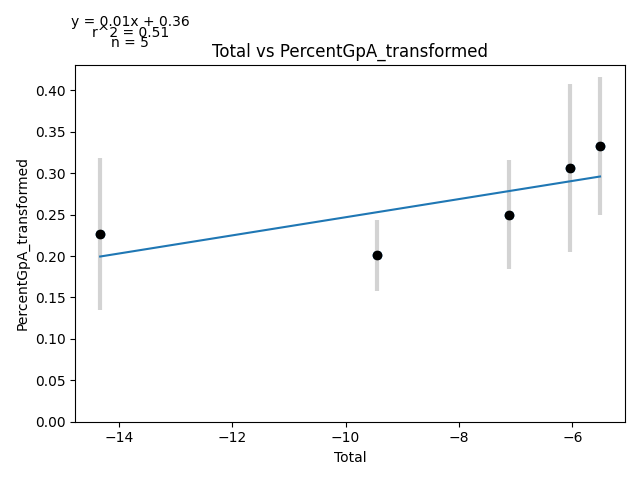 y = 0.01x + 0.36
r^2 = 0.51
n = 5
Total vs PercentGpA_transformed
PercentGpA_transformed
0.40
0.35
0.30
0.25
0.20
0.15
0.10
0.05
0.00
−14 −12 −10 −8 −6
Total